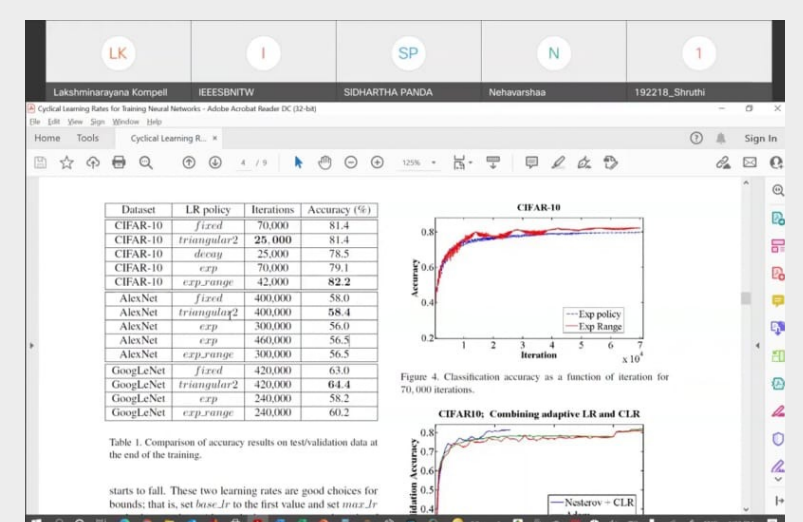 LK
I
SP
N
1
Lakshminarayana Kompell
IEEESBNITW
SIDHARTHA PANDA
Nehavarshaa
192218_Shruthi
Cyclical Learning Rates for Training Neural Networks - Adobe Acrobat Reader DC (32-bit)
File Edit View Sign Window Help
Home Tools Cyclical Learning R... × Sign In
4 / 9 125%
Dataset LR policy Iterations Accuracy (%)
CIFAR-10 fixed 70,000 81.4
CIFAR-10 triangular2 25,000 81.4
CIFAR-10 decay 25,000 78.5
CIFAR-10 exp 70,000 79.1
CIFAR-10 exp_range 42,000 82.2
AlexNet fixed 400,000 58.0
AlexNet triangular2 400,000 58.4
AlexNet exp 300,000 56.0
AlexNet exp 460,000 56.5
AlexNet exp_range 300,000 56.5
GoogLeNet fixed 420,000 63.0
GoogLeNet triangular2 420,000 64.4
GoogLeNet exp 240,000 58.2
GoogLeNet exp_range 240,000 60.2
Table 1. Comparison of accuracy results on test/validation data at
the end of the training.
starts to fall. These two learning rates are good choices for
bounds; that is, set base_lr to the first value and set max_lr
CIFAR-10
0.8
0.6
0.4
0.2
Accuracy
Exp policy
Exp Range
1 2 3 4 5 6 7
Iteration
x 10⁴
Figure 4. Classification accuracy as a function of iteration for
70,000 iterations.
CIFAR10; Combining adaptive LR and CLR
0.8
0.7
0.6
0.5
0.4
lidation Accuracy
Nesterov + CLR